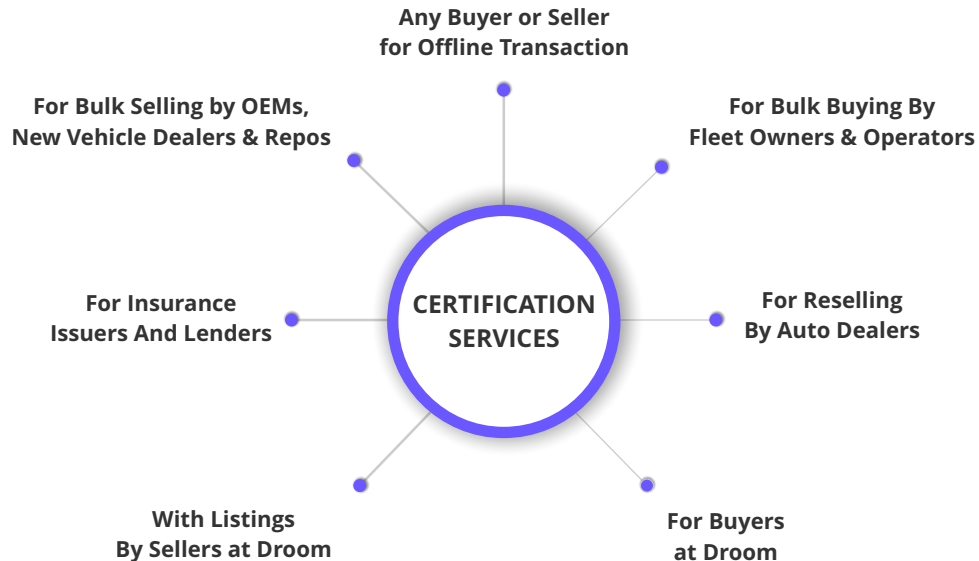 Any Buyer or Seller
for Offline Transaction
For Bulk Selling by OEMs,
New Vehicle Dealers & Repos
For Bulk Buying By
Fleet Owners & Operators
For Insurance
Issuers And Lenders
CERTIFICATION
SERVICES
For Reselling
By Auto Dealers
With Listings
By Sellers at Droom
For Buyers
at Droom